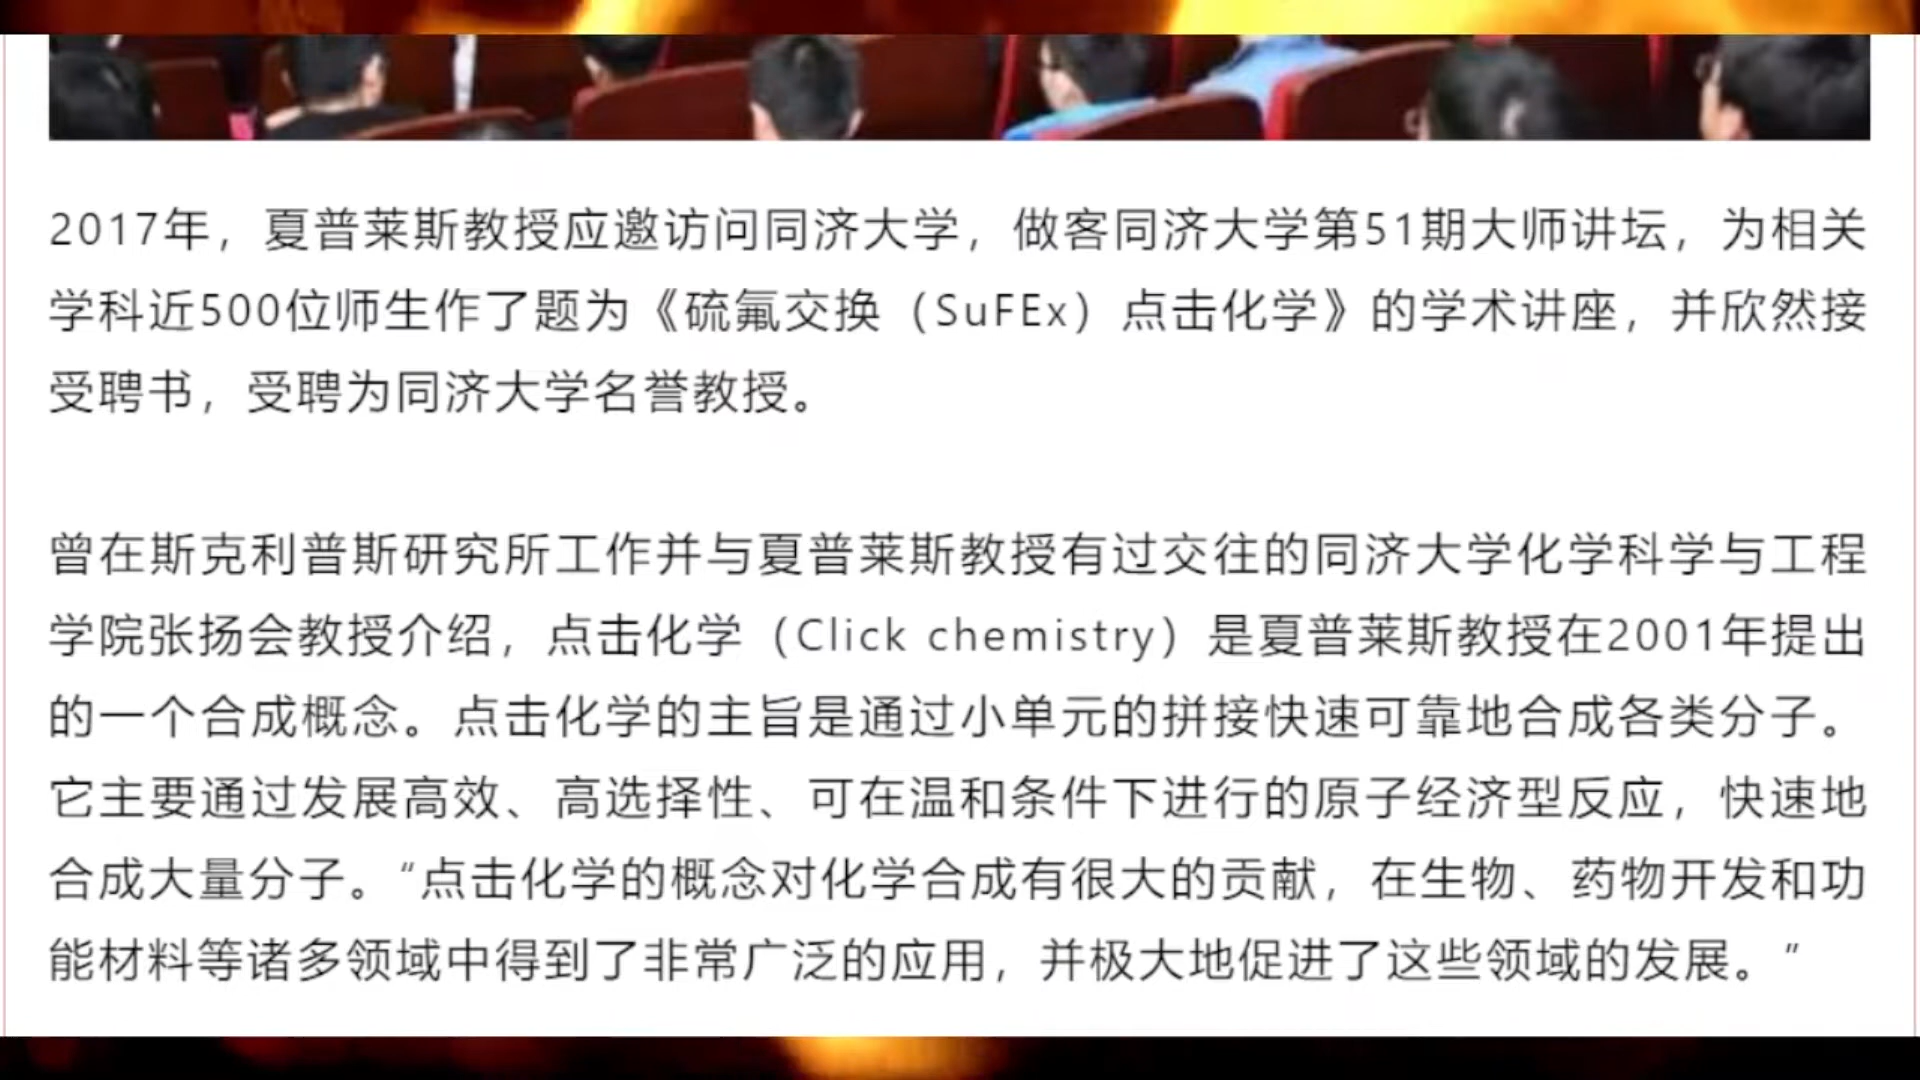 2017年，夏普莱斯教授应邀访问同济大学，做客同济大学第51期大师讲坛，为相关
学科近500位师生作了题为《硫氟交换（SuFEx）点击化学》的学术讲座，并欣然接
受聘书，受聘为同济大学名誉教授。
曾在斯克利普斯研究所工作并与夏普莱斯教授有过交往的同济大学化学科学与工程
学院张扬会教授介绍，点击化学（Click chemistry）是夏普莱斯教授在2001年提出
的一个合成概念。点击化学的主旨是通过小单元的拼接快速可靠地合成各类分子。
它主要通过发展高效、高选择性、可在温和条件下进行的原子经济型反应，快速地
合成大量分子。“点击化学的概念对化学合成有很大的贡献，在生物、药物开发和功
能材料等诸多领域中得到了非常广泛的应用，并极大地促进了这些领域的发展。”